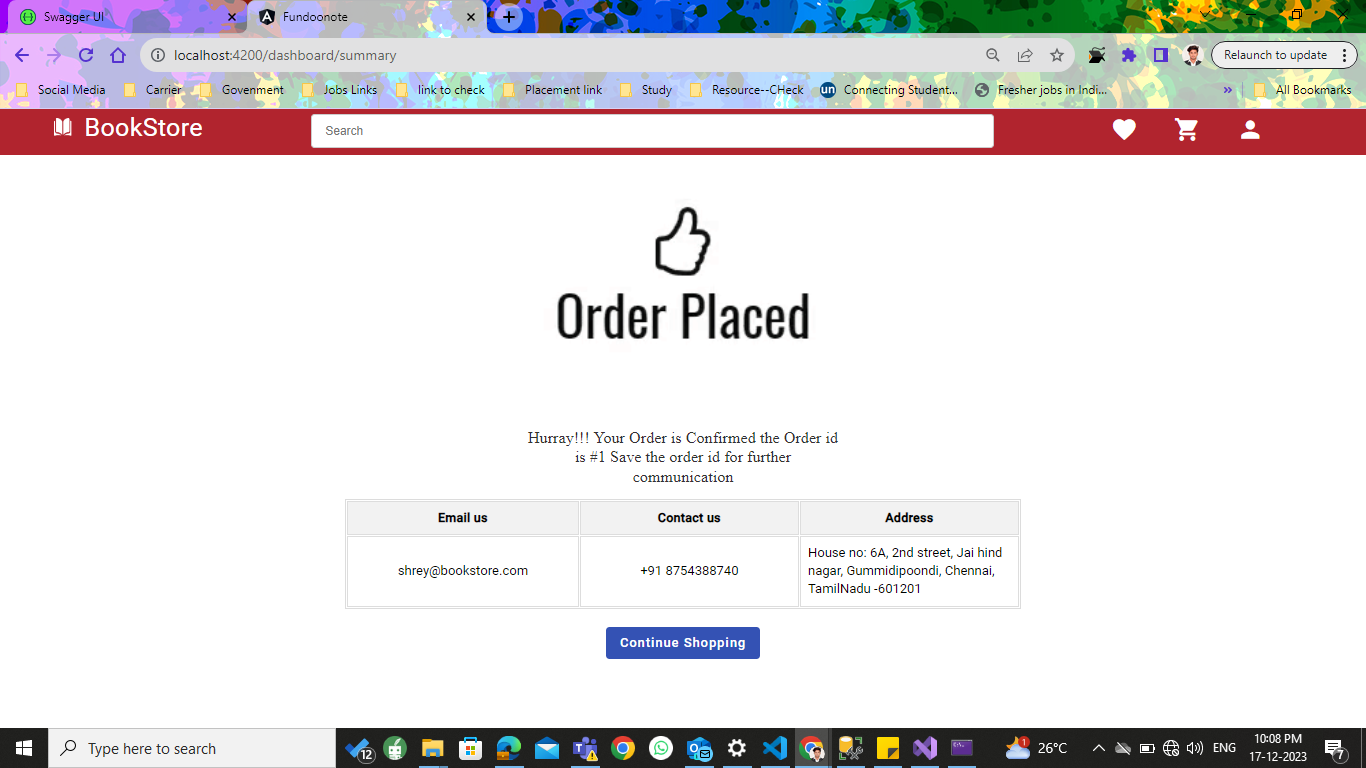 Swagger UI
Fundoonote
localhost:4200/dashboard/summary
Relaunch to update
Social Media
Carrier
Govenment
Jobs Links
link to check
Placement link
Study
Resource--CHeck
un
Connecting Student...
Fresher jobs in Indi...
»
All Bookmarks
BookStore
Search
Order Placed
Hurray!!! Your Order is Confirmed the Order id
is #1 Save the order id for further
communication
Email us
Contact us
Address
shrey@bookstore.com
+91 8754388740
House no: 6A, 2nd street, Jai hind
nagar, Gummidipoondi, Chennai,
TamilNadu -601201
Continue Shopping
Type here to search
12
1
26°C
ENG
10:08 PM
17-12-2023
7